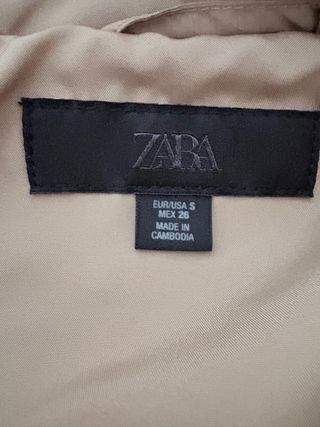 ZARA
EUR/USA S
MEX 26
MADE IN
CAMBODIA